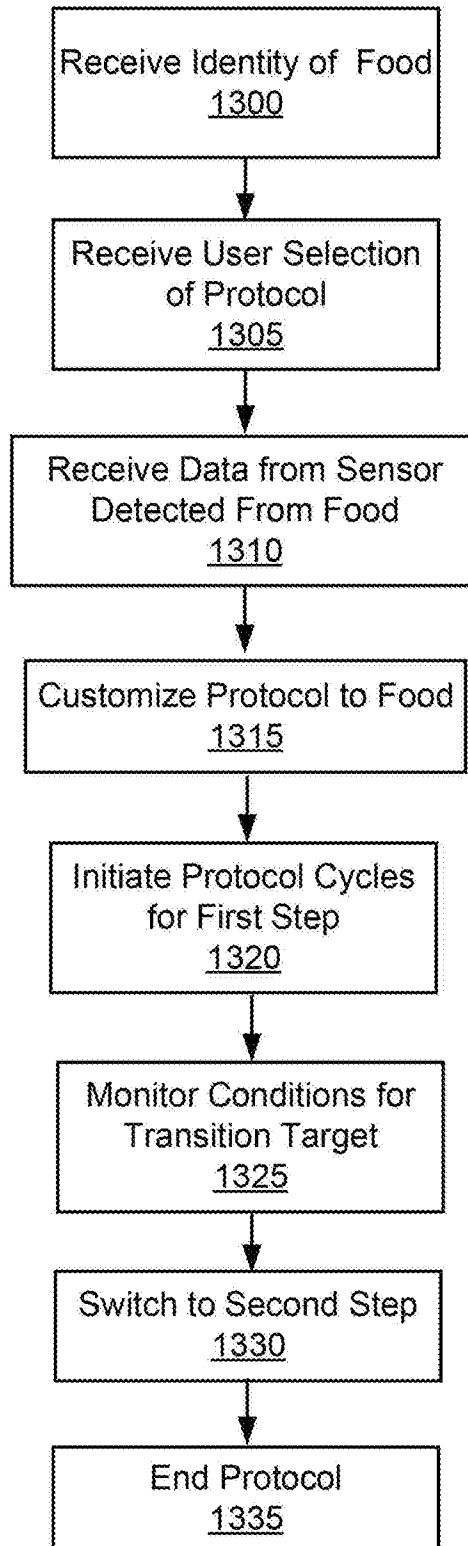 Receive Identity of Food
1300
Receive User Selection
of Protocol
1305
Receive Data from Sensor
Detected From Food
1310
Customize Protocol to Food
1315
Initiate Protocol Cycles
for First Step
1320
Monitor Conditions for
Transition Target
1325
Switch to Second Step
1330
End Protocol
1335